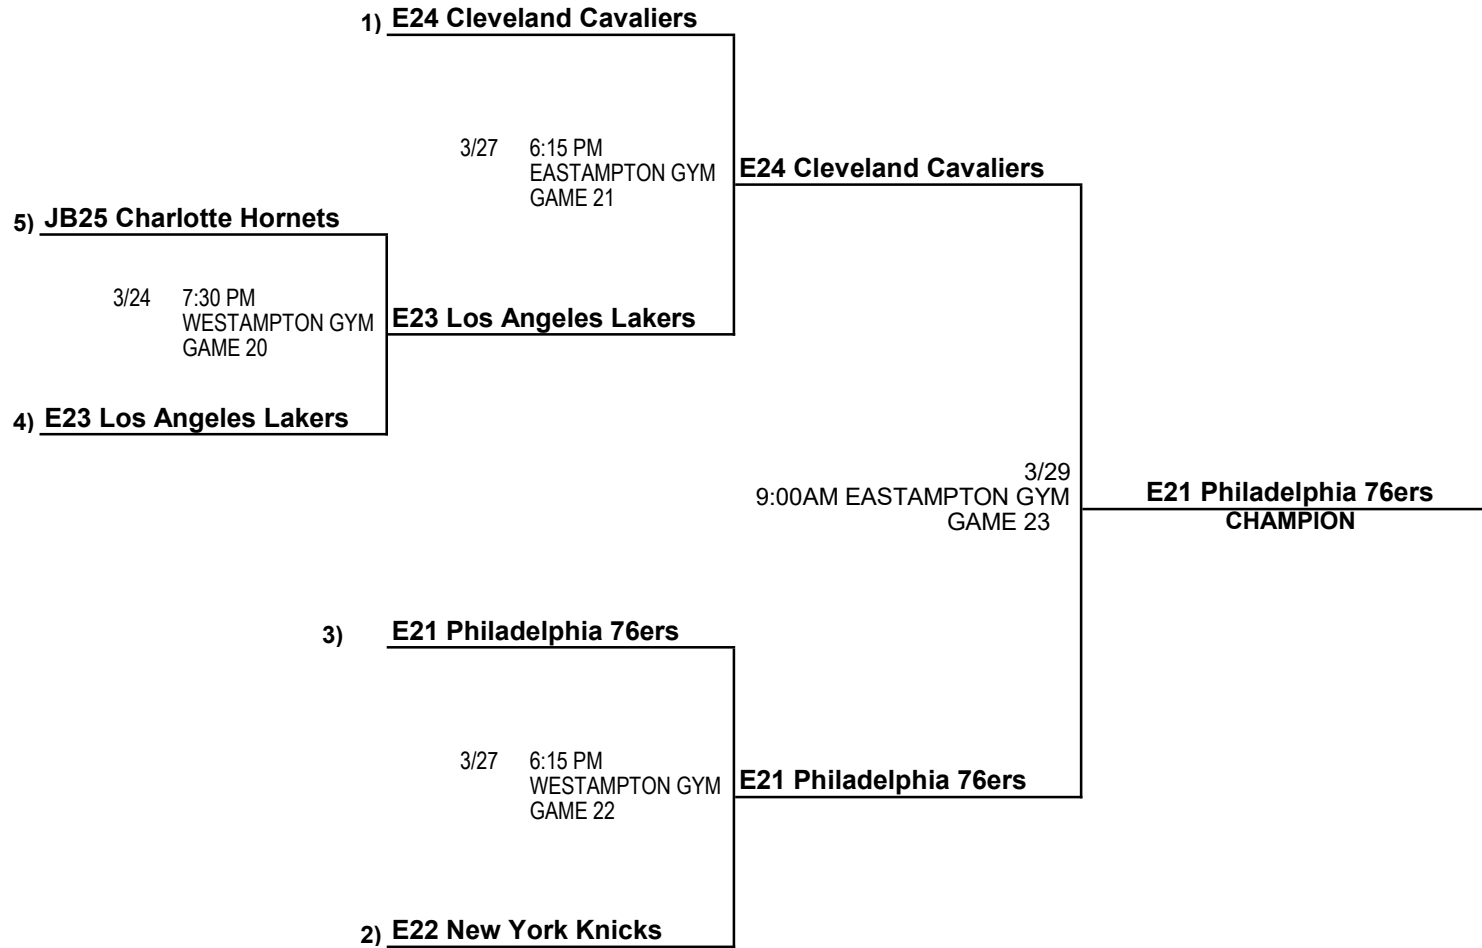 1) E24 Cleveland Cavaliers
3/27 6:15 PM
EASTAMPTON GYM
GAME 21
E24 Cleveland Cavaliers
5) JB25 Charlotte Hornets
3/24 7:30 PM
WESTAMPTON GYM
GAME 20
E23 Los Angeles Lakers
4) E23 Los Angeles Lakers
3/29
9:00AM EASTAMPTON GYM
GAME 23
E21 Philadelphia 76ers
CHAMPION
3) E21 Philadelphia 76ers
3/27 6:15 PM
WESTAMPTON GYM
GAME 22
E21 Philadelphia 76ers
2) E22 New York Knicks